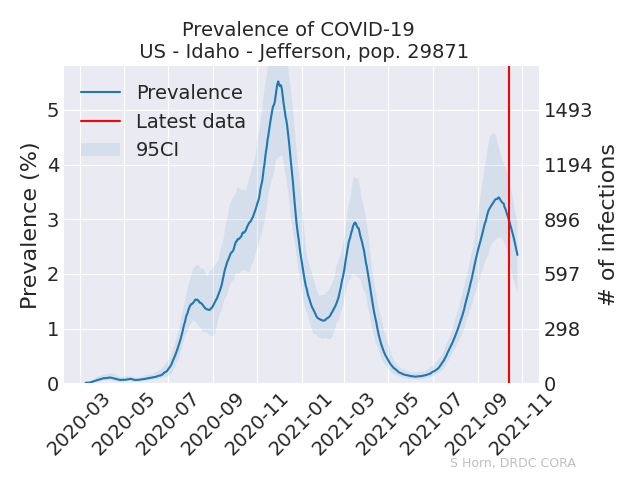 Prevalence of COVID-19
US - Idaho - Jefferson, pop. 29871
Prevalence
Latest data
95CI
Prevalence (%)
5
4
3
2
1
0
1493
1194
896
597
298
0
# of infections
2020-03
2020-05
2020-07
2020-09
2020-11
2021-01
2021-03
2021-05
2021-07
2021-09
2021-11
S Horn, DRDC CORA